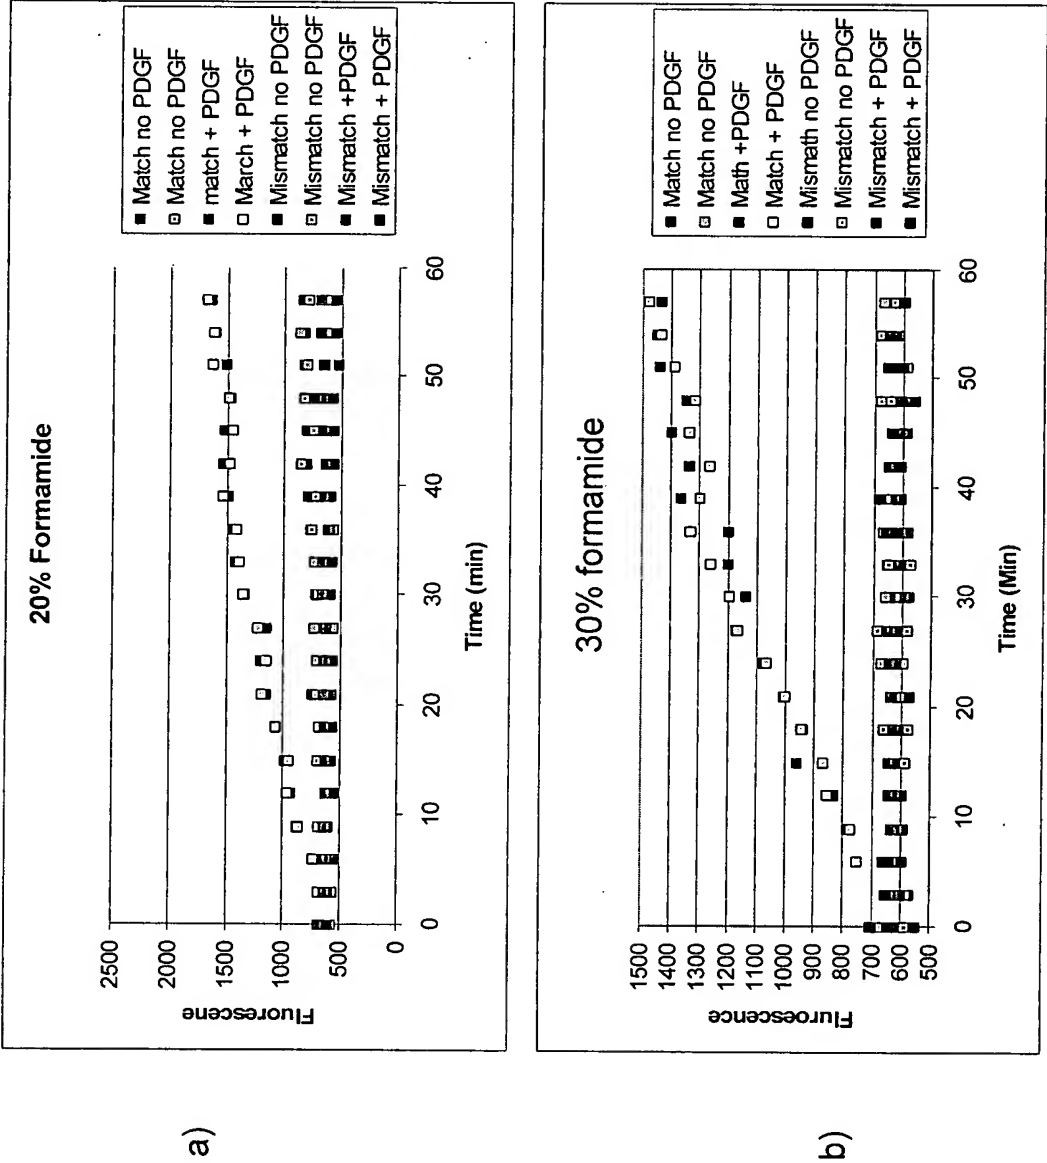 a)
20% Formamide
Fluorescene
2500
2000
1500
1000
500
0
0
10
20
30
40
50
60
Time (min)
Match no PDGF
Match no PDGF
match + PDGF
March + PDGF
Mismatch no PDGF
Mismatch no PDGF
Mismatch +PDGF
Mismatch + PDGF
b)
30% formamide
Fluroescence
1500
1400
1300
1200
1100
1000
900
800
700
600
500
0
10
20
30
40
50
60
Time (Min)
Match no PDGF
Match no PDGF
Math +PDGF
Match + PDGF
Mismath no PDGF
Mismatch no PDGF
Mismatch + PDGF
Mismatch + PDGF